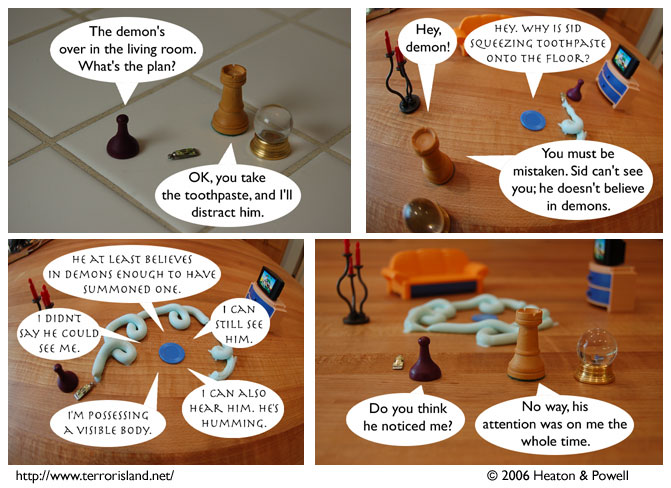 The demon's
over in the living room.
What's the plan?
OK, you take
the toothpaste, and I'll
distract him.
Hey,
demon!
HEY. WHY IS SID
SQUEEZING TOOTHPASTE
ONTO THE FLOOR?
You must be
mistaken. Sid can't see
you; he doesn't believe
in demons.
HE AT LEAST BELIEVES
IN DEMONS ENOUGH TO HAVE
SUMMONED ONE.
I DIDN'T
SAY HE COULD
SEE ME.
I CAN
STILL SEE
HIM.
I'M POSSESSING
A VISIBLE BODY.
I CAN ALSO
HEAR HIM. HE'S
HUMMING.
Do you think
he noticed me?
No way, his
attention was on me the
whole time.
http://www.terrorisland.net/
© 2006 Heaton & Powell